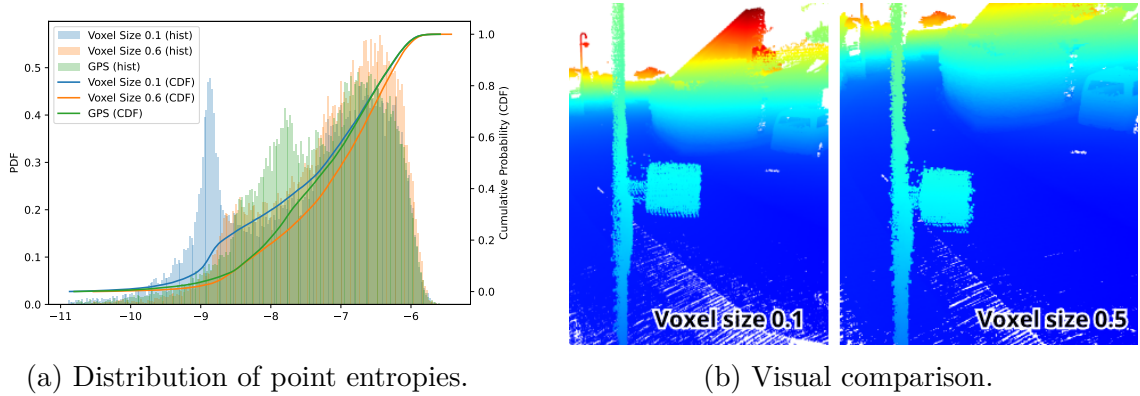 Voxel Size 0.1 (hist)
Voxel Size 0.6 (hist)
GPS (hist)
Voxel Size 0.1 (CDF)
Voxel Size 0.6 (CDF)
GPS (CDF)
PDF
0.5
0.4
0.3
0.2
0.1
0.0
−11
−10
−9
−8
−7
−6
1.0
0.8
0.6
0.4
0.2
0.0
Cumulative Probability (CDF)
Voxel size 0.1
Voxel size 0.5
(a) Distribution of point entropies.
(b) Visual comparison.